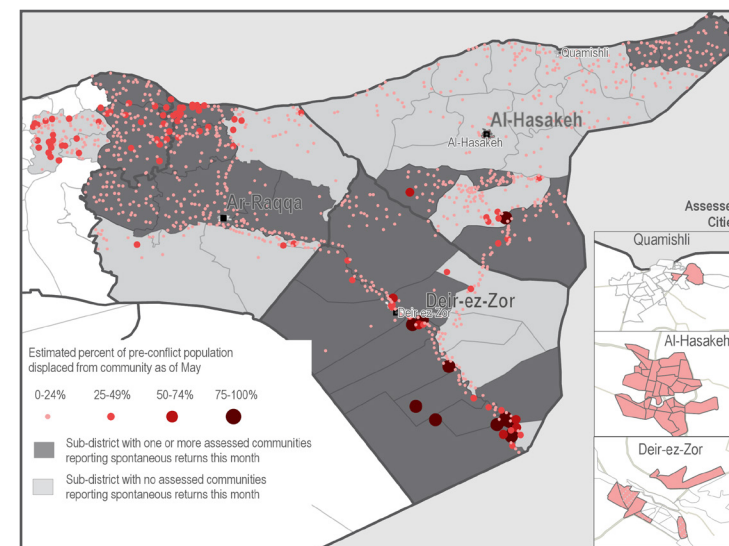 Quamishli
Al-Hasakeh
Al-Hasakeh
Ar-Raqqa
Assesse
Citie
Quamishli
Deir-ez-Zor
Deir-ez-Zor
Al-Hasakeh
Deir-ez-Zor
Estimated percent of pre-conflict population
displaced from community as of May
0-24% 25-49% 50-74% 75-100%
Sub-district with one or more assessed communities
reporting spontaneous returns this month
Sub-district with no assessed communities
reporting spontaneous returns this month